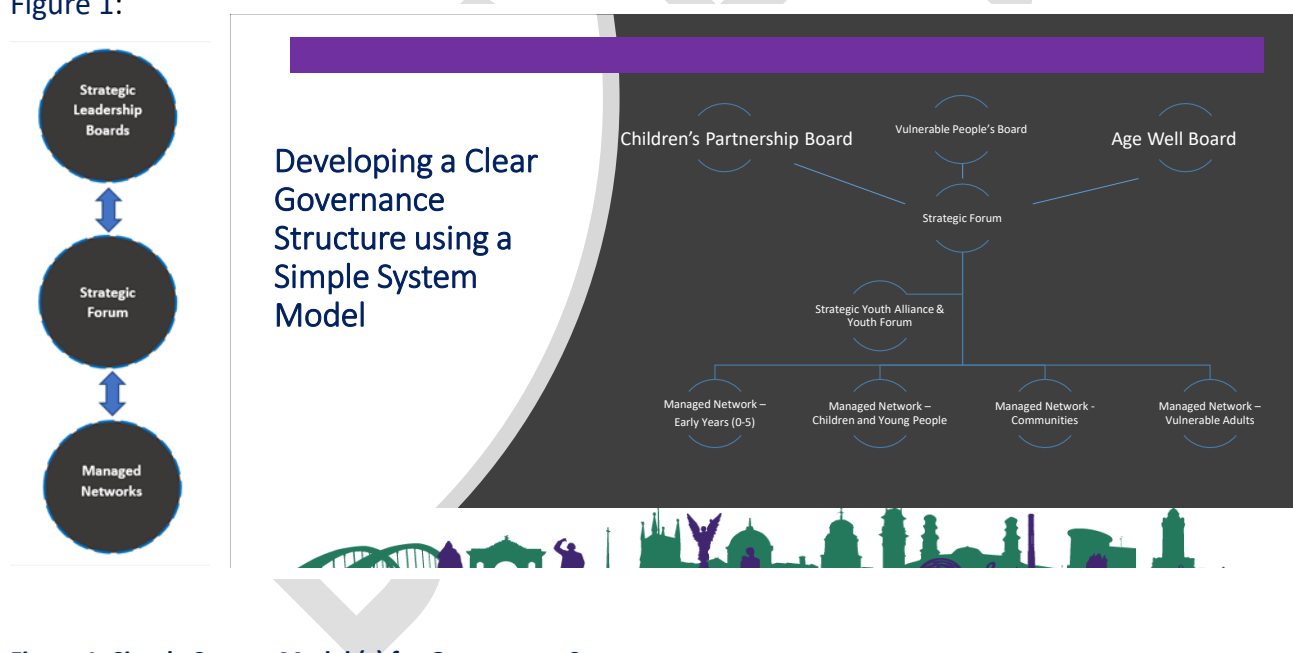 Figure 1:
Strategic
Leadership
Boards
Strategic
Forum
Managed
Networks
Developing a Clear
Governance
Structure using a
Simple System
Model
Children's Partnership Board
Vulnerable People's Board
Age Well Board
Strategic Forum
Strategic Youth Alliance &
Youth Forum
Managed Network –
Early Years (0-5)
Managed Network –
Children and Young People
Managed Network -
Communities
Managed Network –
Vulnerable Adults